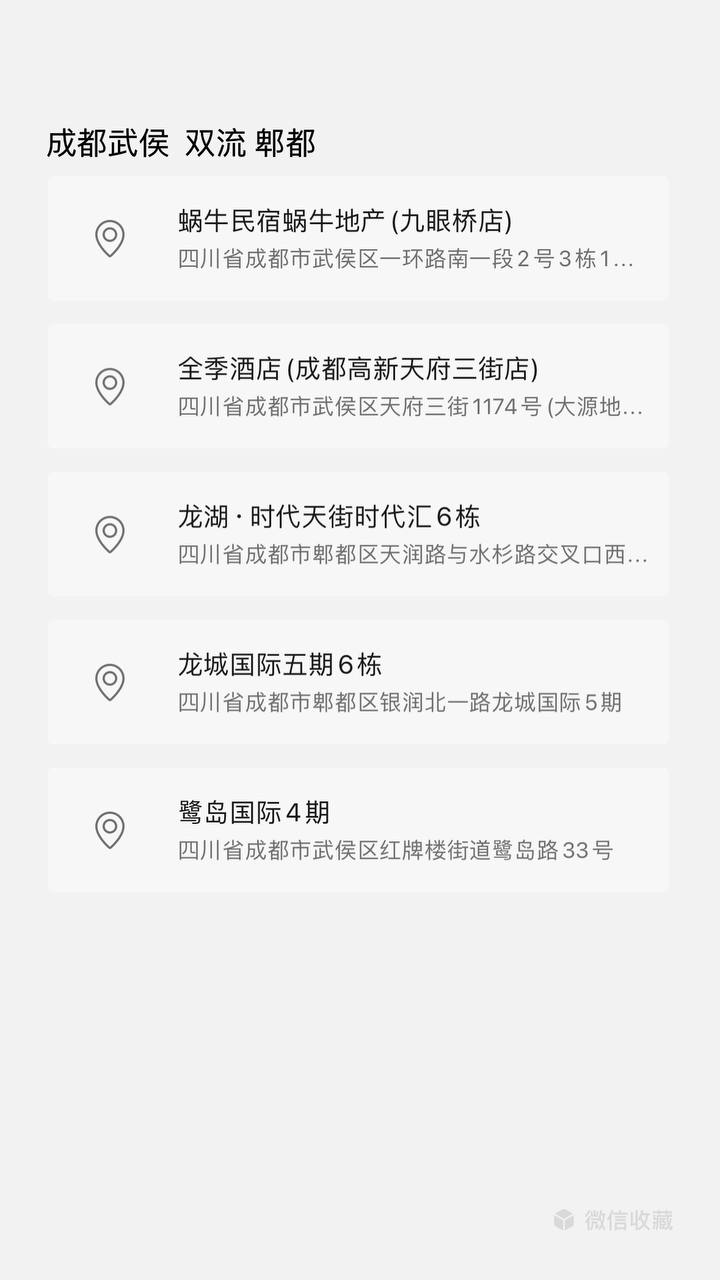 成都武侯 双流 郫都
蜗牛民宿蜗牛地产(九眼桥店)
四川省成都市武侯区一环路南一段2号3栋1...
全季酒店(成都高新天府三街店)
四川省成都市武侯区天府三街1174号(大源地...
龙湖·时代天街时代汇6栋
四川省成都市郫都区天润路与水杉路交叉口西...
龙城国际五期6栋
四川省成都市郫都区银润北一路龙城国际5期
鹭岛国际4期
四川省成都市武侯区红牌楼街道鹭岛路33号
微信收藏